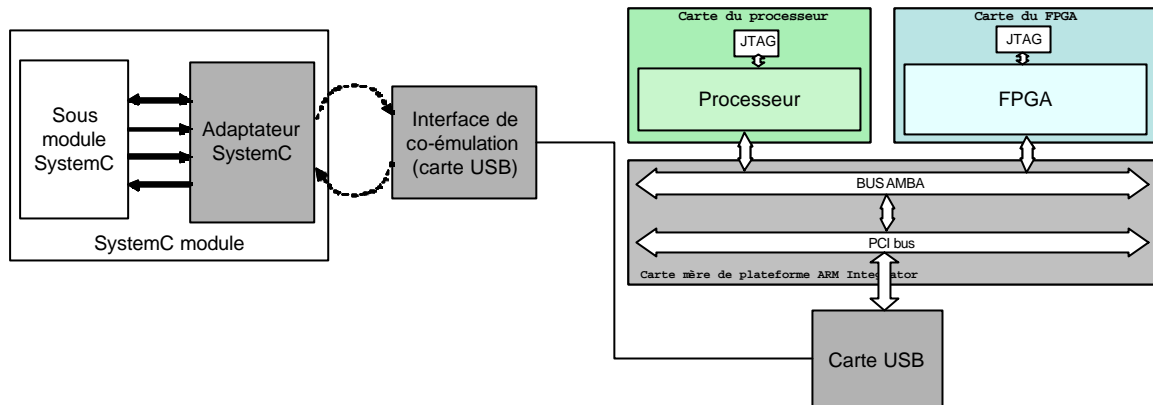 Sous
module
SystemC
Adaptateur
SystemC
SystemC module
Interface de
co-émulation
(carte USB)
Carte du processeur
JTAG
Processeur
Carte du FPGA
JTAG
FPGA
BUS AMBA
PCI bus
Carte mère de plateforme ARM Integrator
Carte USB